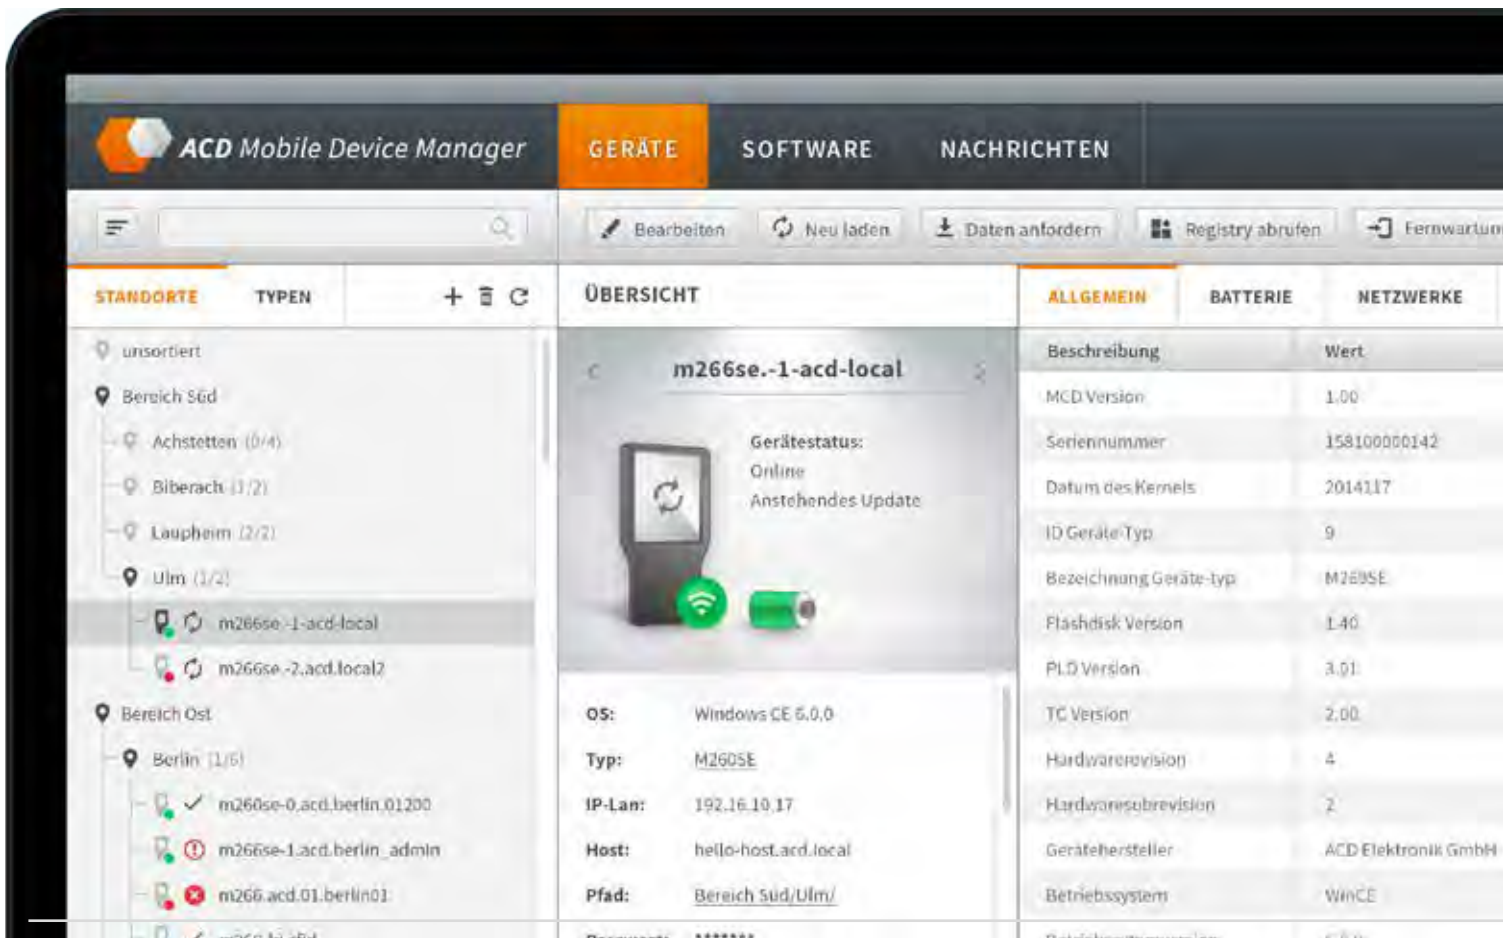 ACD Mobile Device Manager
GERÄTE
SOFTWARE
NACHRICHTEN
Bearbeiten
Neu laden
Daten anfordern
Registry abrufen
Fernwartun
STANDORTE
TYPEN
unsortiert
Bereich Süd
Achstetten (0/4)
Biberach (1/2)
Laupheim (2/2)
Ulm (1/2)
m266se.-1-acd-local
m266se.-2.acd.local2
Bereich Ost
Berlin (1/6)
m260se-0.acd.berlin.01200
m266se-1.acd.berlin_admin
m266.acd.01.berlin01
ÜBERSICHT
m266se.-1-acd-local
Gerätestatus:
Online
Anstehendes Update
OS: Windows CE 6.0.0
Typ: M260SE
IP-Lan: 192.16.10.17
Host: hello-host.acd.local
Pfad: Bereich Süd/Ulm/
ALLGEMEIN
BATTERIE
NETZWERKE
Beschreibung Wert
MCD Version 1.00
Seriennummer 158100000142
Datum des Kernels 2014117
ID Geräte-Typ 9
Bezeichnung Geräte-typ M260SE
Flashdisk Version 1.40
PLD Version 3.01
TC Version 2.00
Hardwarerevision 4
Hardwaresubrevision 2
Gerätehersteller ACD Elektronik GmbH
Betriebssystem WinCE